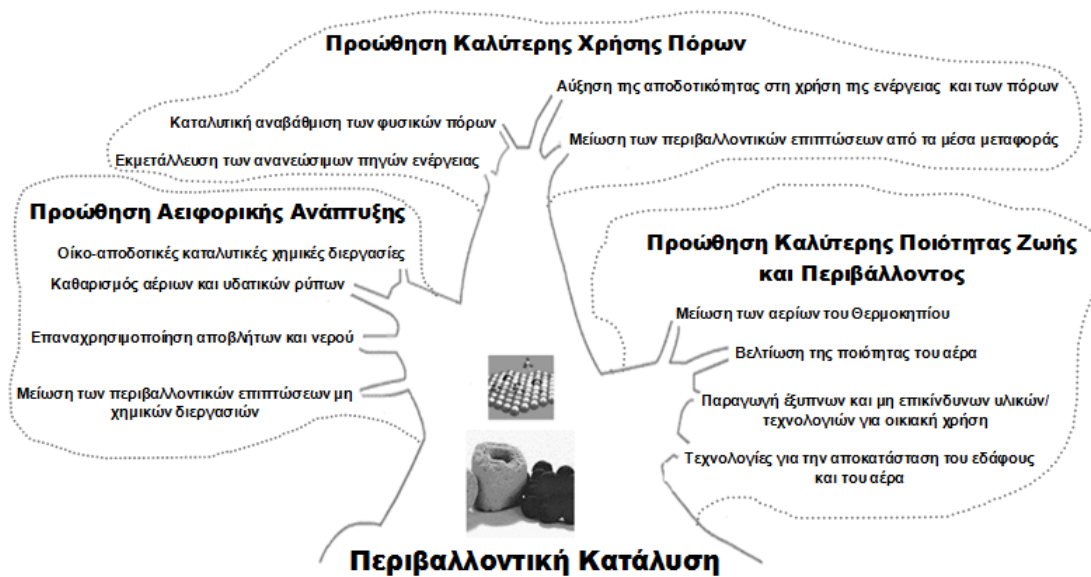 Προώθηση Καλύτερης Χρήσης Πόρων
Αύξηση της αποδοτικότητας στη χρήση της ενέργειας και των πόρων
Καταλυτική αναβάθμιση των φυσικών πόρων
Μείωση των περιβαλλοντικών επιπτώσεων από τα μέσα μεταφοράς
Εκμετάλλευση των ανανεώσιμων πηγών ενέργειας
Προώθηση Αειφορικής Ανάπτυξης
Οίκο-αποδοτικές καταλυτικές χημικές διεργασίες
Καθαρισμός αέριων και υδατικών ρύπων
Επαναχρησιμοποίηση αποβλήτων και νερού
Μείωση των περιβαλλοντικών επιπτώσεων μη
χημικών διεργασιών
Προώθηση Καλύτερης Ποιότητας Ζωής
και Περιβάλλοντος
Μείωση των αερίων του Θερμοκηπίου
Βελτίωση της ποιότητας του αέρα
Παραγωγή έξυπνων και μη επικίνδυνων υλικών/
τεχνολογιών για οικιακή χρήση
Τεχνολογίες για την αποκατάσταση του εδάφους
και του αέρα
Περιβαλλοντική Κατάλυση